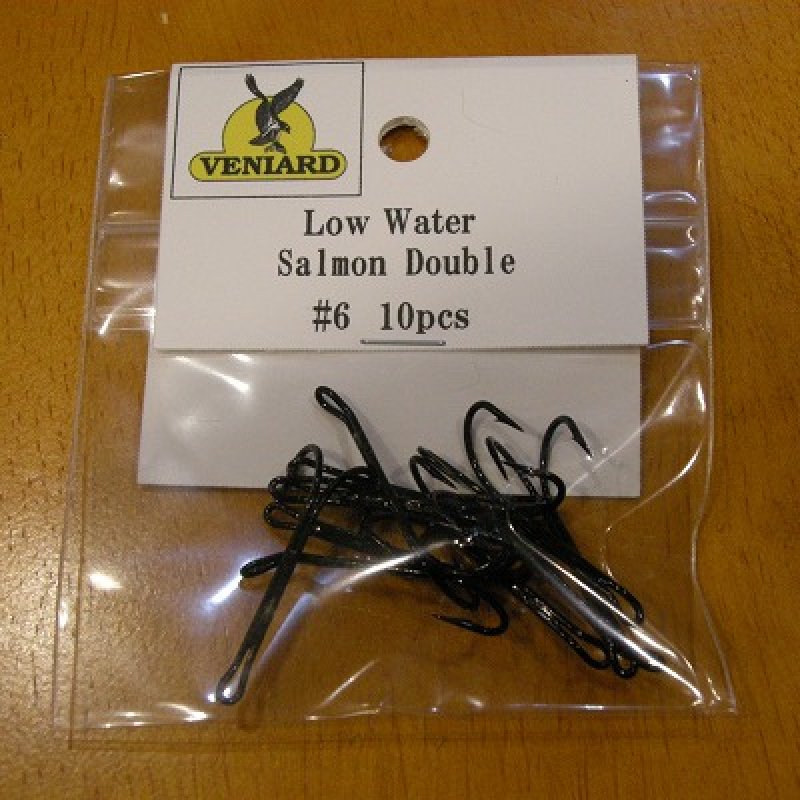 VENIARD
Low Water
Salmon Double
#6 10pcs